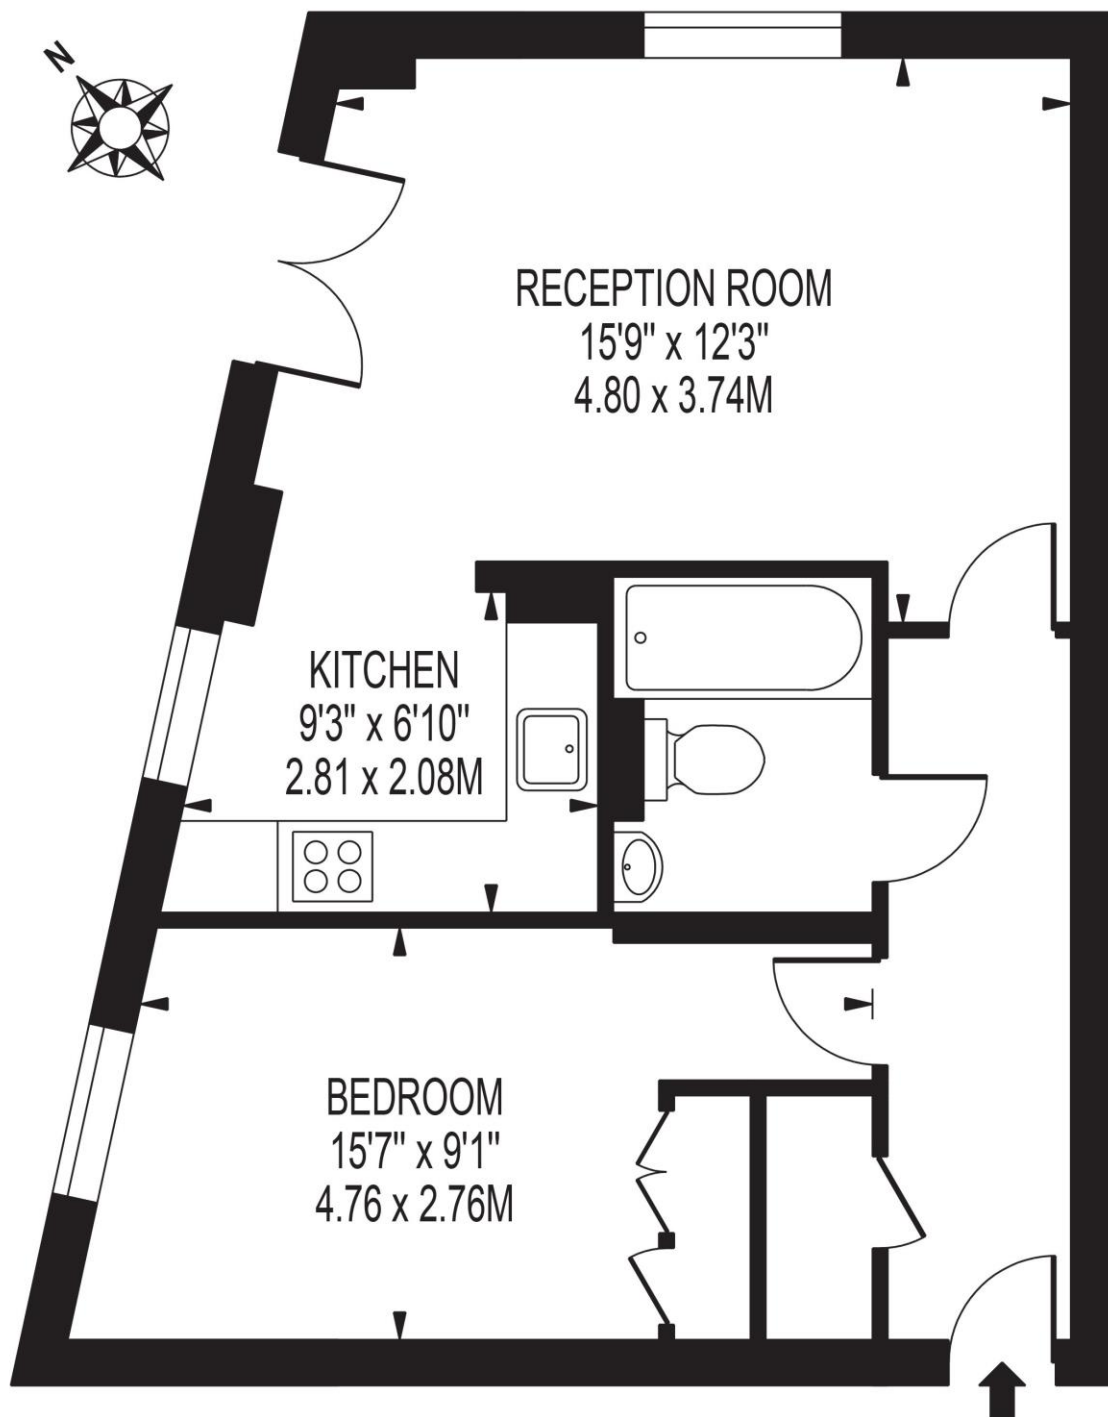 N
RECEPTION ROOM
15'9" x 12'3"
4.80 x 3.74M
KITCHEN
9'3" x 6'10"
2.81 x 2.08M
BEDROOM
15'7" x 9'1"
4.76 x 2.76M